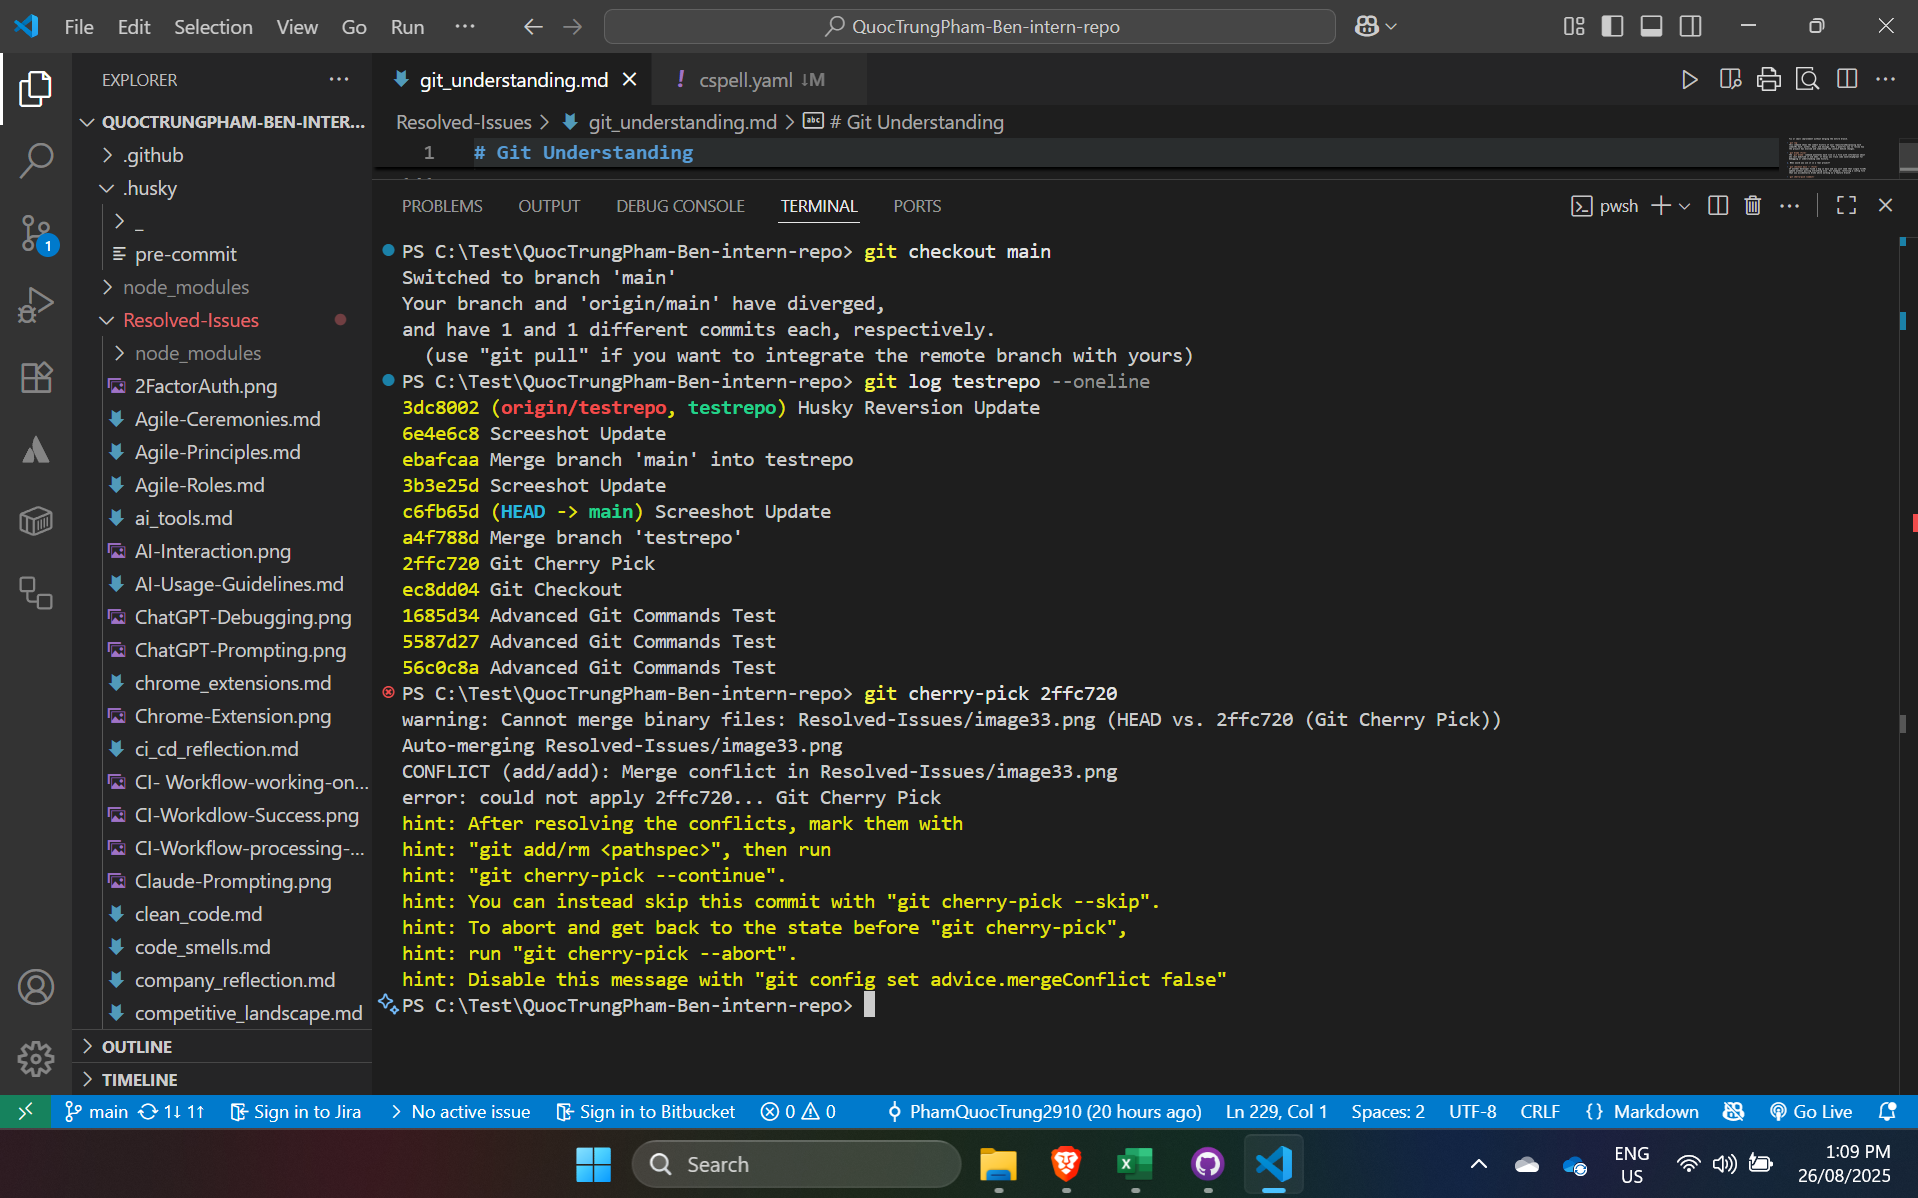 File Edit Selection View Go Run ··· QuocTrungPham-Ben-intern-repo
EXPLORER
QUOCTRUNGPHAM-BEN-INTER...
.github
.husky
_
pre-commit
node_modules
Resolved-Issues
node_modules
2FactorAuth.png
Agile-Ceremonies.md
Agile-Principles.md
Agile-Roles.md
ai_tools.md
AI-Interaction.png
AI-Usage-Guidelines.md
ChatGPT-Debugging.png
ChatGPT-Prompting.png
chrome_extensions.md
Chrome-Extension.png
ci_cd_reflection.md
CI- Workflow-working-on...
CI-Workdlow-Success.png
CI-Workflow-processing-...
Claude-Prompting.png
clean_code.md
code_smells.md
company_reflection.md
competitive_landscape.md
OUTLINE
TIMELINE
1
git_understanding.md
! cspell.yaml ↓M
Resolved-Issues > git_understanding.md > # Git Understanding
1 # Git Understanding
PROBLEMS OUTPUT DEBUG CONSOLE TERMINAL PORTS
pwsh
PS C:\Test\QuocTrungPham-Ben-intern-repo> git checkout main
Switched to branch 'main'
Your branch and 'origin/main' have diverged,
and have 1 and 1 different commits each, respectively.
(use "git pull" if you want to integrate the remote branch with yours)
PS C:\Test\QuocTrungPham-Ben-intern-repo> git log testrepo --oneline
3dc8002 (origin/testrepo, testrepo) Husky Reversion Update
6e4e6c8 Screeshot Update
ebafcaa Merge branch 'main' into testrepo
3b3e25d Screeshot Update
c6fb65d (HEAD -> main) Screeshot Update
a4f788d Merge branch 'testrepo'
2ffc720 Git Cherry Pick
ec8dd04 Git Checkout
1685d34 Advanced Git Commands Test
5587d27 Advanced Git Commands Test
56c0c8a Advanced Git Commands Test
PS C:\Test\QuocTrungPham-Ben-intern-repo> git cherry-pick 2ffc720
warning: Cannot merge binary files: Resolved-Issues/image33.png (HEAD vs. 2ffc720 (Git Cherry Pick))
Auto-merging Resolved-Issues/image33.png
CONFLICT (add/add): Merge conflict in Resolved-Issues/image33.png
error: could not apply 2ffc720... Git Cherry Pick
hint: After resolving the conflicts, mark them with
hint: "git add/rm <pathspec>", then run
hint: "git cherry-pick --continue".
hint: You can instead skip this commit with "git cherry-pick --skip".
hint: To abort and get back to the state before "git cherry-pick",
hint: run "git cherry-pick --abort".
hint: Disable this message with "git config set advice.mergeConflict false"
PS C:\Test\QuocTrungPham-Ben-intern-repo>
main 1↓ 1↑ Sign in to Jira > No active issue Sign in to Bitbucket 0 0 PhamQuocTrung2910 (20 hours ago) Ln 229, Col 1 Spaces: 2 UTF-8 CRLF {} Markdown Go Live
Search
ENG
US
1:09 PM
26/08/2025